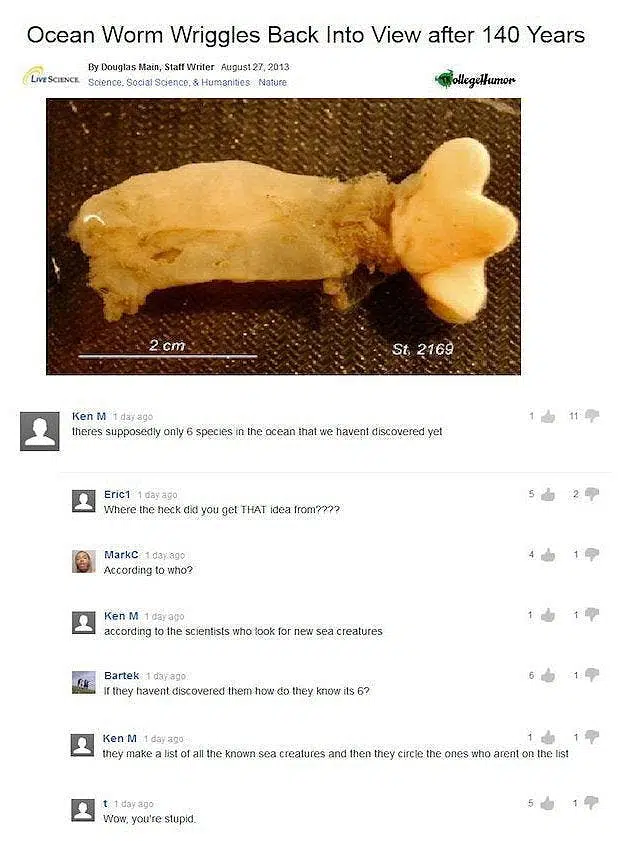 Ocean Worm Wriggles Back Into View after 140 Years
LIVESCIENCE
By Douglas Main, Staff Writer August 27, 2013
Science, Social Science, & Humanities Nature
CollegeHumor
2 cm
St. 2169
Ken M 1 day ago
1 11
theres supposedly only 6 species in the ocean that we havent discovered yet
Eric1 1 day ago
5 2
Where the heck did you get THAT idea from????
MarkC 1 day ago
4 1
According to who?
Ken M 1 day ago
1 1
according to the scientists who look for new sea creatures
Bartek 1 day ago
6 1
If they havent discovered them how do they know its 6?
Ken M 1 day ago
1 1
they make a list of all the known sea creatures and then they circle the ones who arent on the list
t 1 day ago
5 1
Wow, you're stupid.